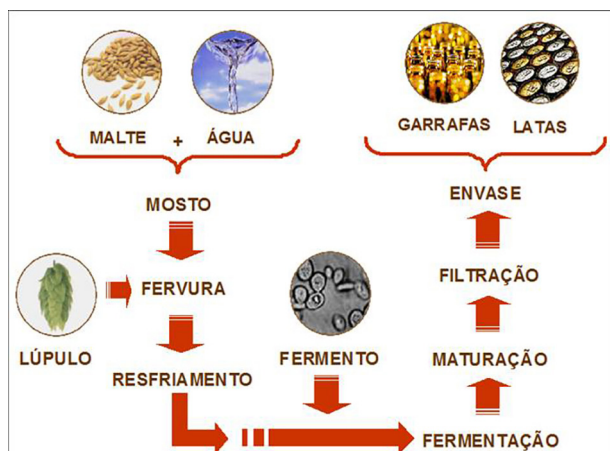 MALTE + ÁGUA
GARRAFAS LATAS
MOSTO
ENVASE
FERVURA
FILTRAÇÃO
LÚPULO
FERMENTO
MATURAÇÃO
RESFRIAMENTO
FERMENTAÇÃO